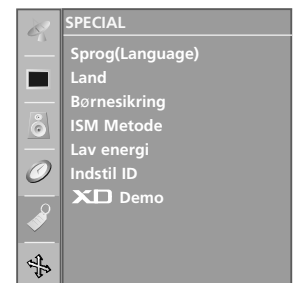 SPECIAL
Sprog(Language)
Land
Børnesikring
ISM Metode
Lav energi
Indstil ID
XD Demo